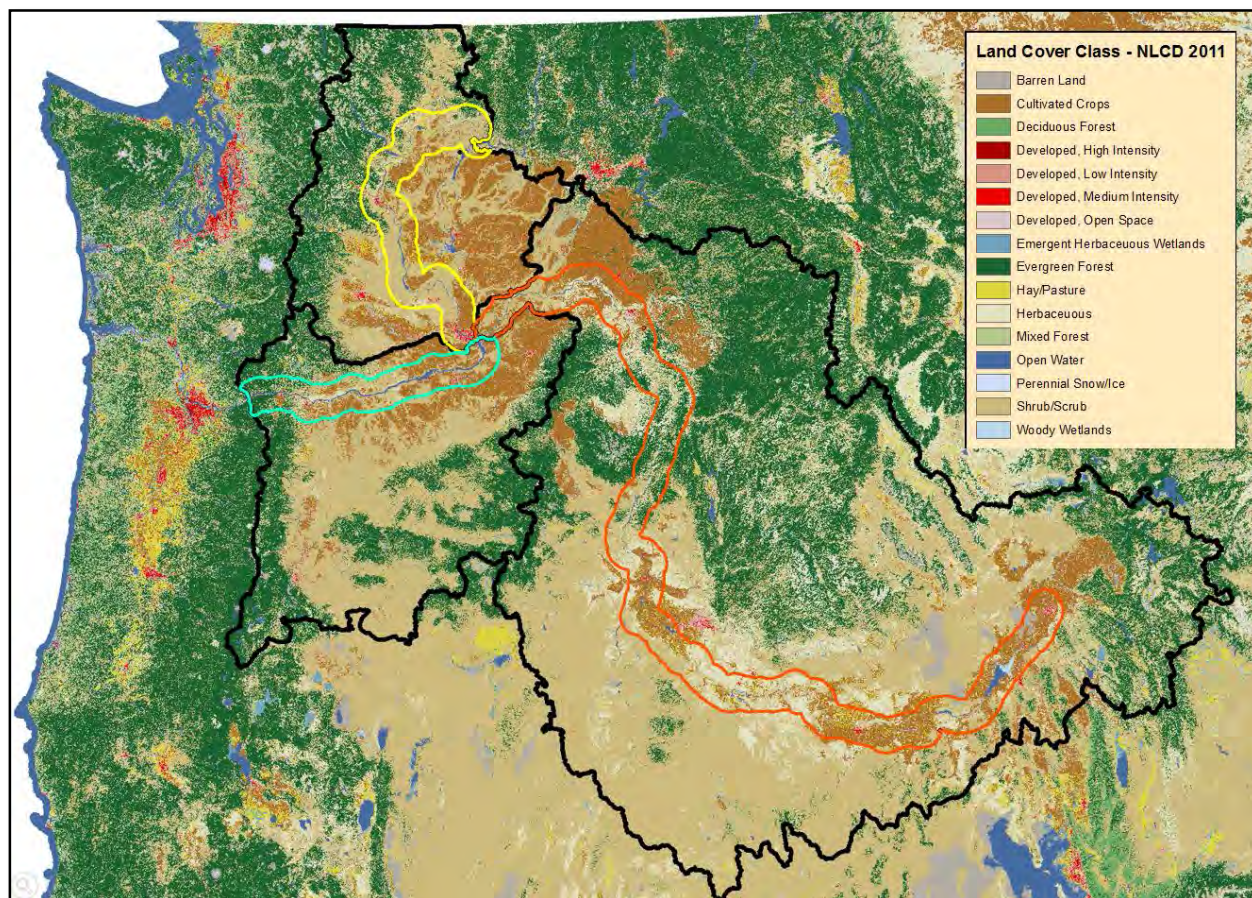 Land Cover Class - NLCD 2011
Barren Land
Cultivated Crops
Deciduous Forest
Developed, High Intensity
Developed, Low Intensity
Developed, Medium Intensity
Developed, Open Space
Emergent Herbaceuous Wetlands
Evergreen Forest
Hay/Pasture
Herbaceuous
Mixed Forest
Open Water
Perennial Snow/Ice
Shrub/Scrub
Woody Wetlands